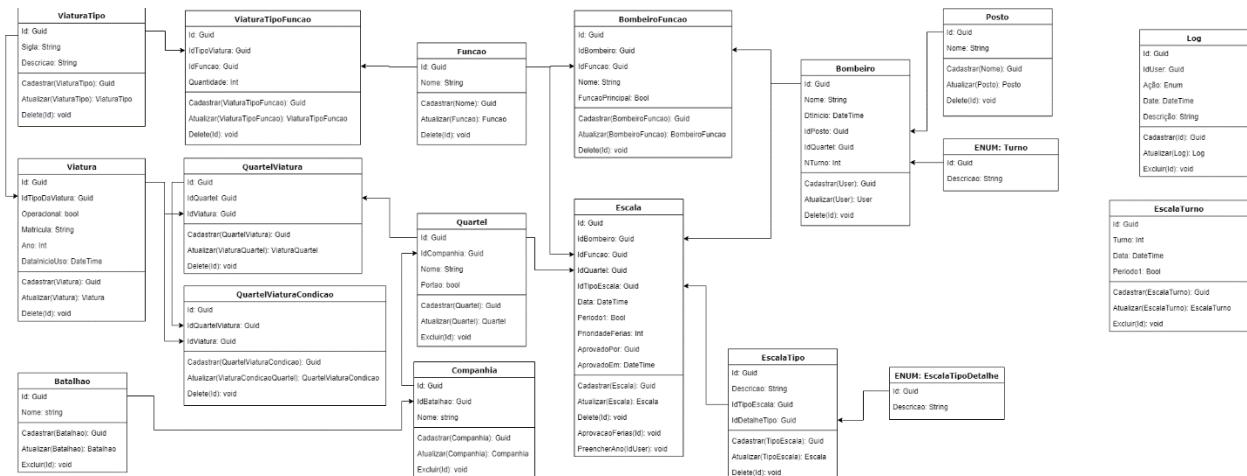 ViaturaTipo
Id: Guid
Sigla: String
Descricao: String
Cadastrar(ViaturaTipo): Guid
Atualizar(ViaturaTipo): ViaturaTipo
Delete(Id): void
ViaturaTipoFuncao
Id: Guid
IdTipoViatura: Guid
IdFuncao: Guid
Quantidade: Int
Cadastrar(ViaturaTipoFuncao): Guid
Atualizar(ViaturaTipoFuncao): ViaturaTipoFuncao
Delete(Id): void
Funcao
Id: Guid
Nome: String
Cadastrar(Nome): Guid
Atualizar(Funcao): Funcao
Delete(Id): void
BombeiroFuncao
Id: Guid
IdBombeiro: Guid
IdFuncao: Guid
Nome: String
FuncaoPrincipal: Bool
Cadastrar(BombeiroFuncao): Guid
Atualizar(BombeiroFuncao): BombeiroFuncao
Delete(Id): void
Bombeiro
Id: Guid
Nome: String
DtInicio: DateTime
IdPosto: Guid
IdQuartel: Guid
NTurno: Int
Cadastrar(User): Guid
Atualizar(User): User
Delete(Id): void
Posto
Id: Guid
Nome: String
Cadastrar(Nome): Guid
Atualizar(Posto): Posto
Delete(Id): void
ENUM: Turno
Id: Guid
Descricao: String
Log
Id: Guid
IdUser: Guid
Ação: Enum
Date: DateTime
Descrição: String
Cadastrar(Id): Guid
Atualizar(Log): Log
Excluir(Id): void
Viatura
Id: Guid
IdTipoDaViatura: Guid
Operacional: bool
Matricula: String
Ano: Int
DataInicioUso: DateTime
Cadastrar(Viatura): Guid
Atualizar(Viatura): Viatura
Delete(Id): void
QuartelViatura
Id: Guid
IdQuartel: Guid
IdViatura: Guid
Cadastrar(QuartelViatura): Guid
Atualizar(ViaturaQuartel): ViaturaQuartel
Delete(Id): void
QuartelViaturaCondicao
Id: Guid
IdQuartelViatura: Guid
IdViatura: Guid
Cadastrar(QuartelViaturaCondicao): Guid
Atualizar(ViaturaCondicaoQuartel): QuartelViaturaCondicao
Delete(Id): void
Quartel
Id: Guid
IdCompanhia: Guid
Nome: String
Portao: bool
Cadastrar(Quartel): Guid
Atualizar(Quartel): Quartel
Excluir(Id): void
Escala
Id: Guid
IdBombeiro: Guid
IdFuncao: Guid
IdQuartel: Guid
IdTipoEscala: Guid
Data: DateTime
Periodo1: Bool
PrioridadeFerias: Int
AprovadoPor: Guid
AprovadoEm: DateTime
Cadastrar(Escala): Guid
Atualizar(Escala): Escala
Delete(Id): void
AprovacaoFerias(Id): void
PreencherAno(IdUser): void
EscalaTurno
Id: Guid
Turno: Int
Data: DateTime
Periodo1: Bool
Cadastrar(EscalaTurno): Guid
Atualizar(EscalaTurno): EscalaTurno
Excluir(Id): void
Batalhao
Id: Guid
Nome: string
Cadastrar(Batalhao): Guid
Atualizar(Batalhao): Batalhao
Excluir(Id): void
Companhia
Id: Guid
IdBatalhao: Guid
Nome: string
Cadastrar(Companhia): Guid
Atualizar(Companhia): Companhia
Excluir(Id): void
EscalaTipo
Id: Guid
Descricao: String
IdTipoEscala: Guid
IdDetalheTipo: Guid
Cadastrar(TipoEscala): Guid
Atualizar(TipoEscala): Escala
Delete(Id): void
ENUM: EscalaTipoDetalhe
Id: Guid
Descricao: String